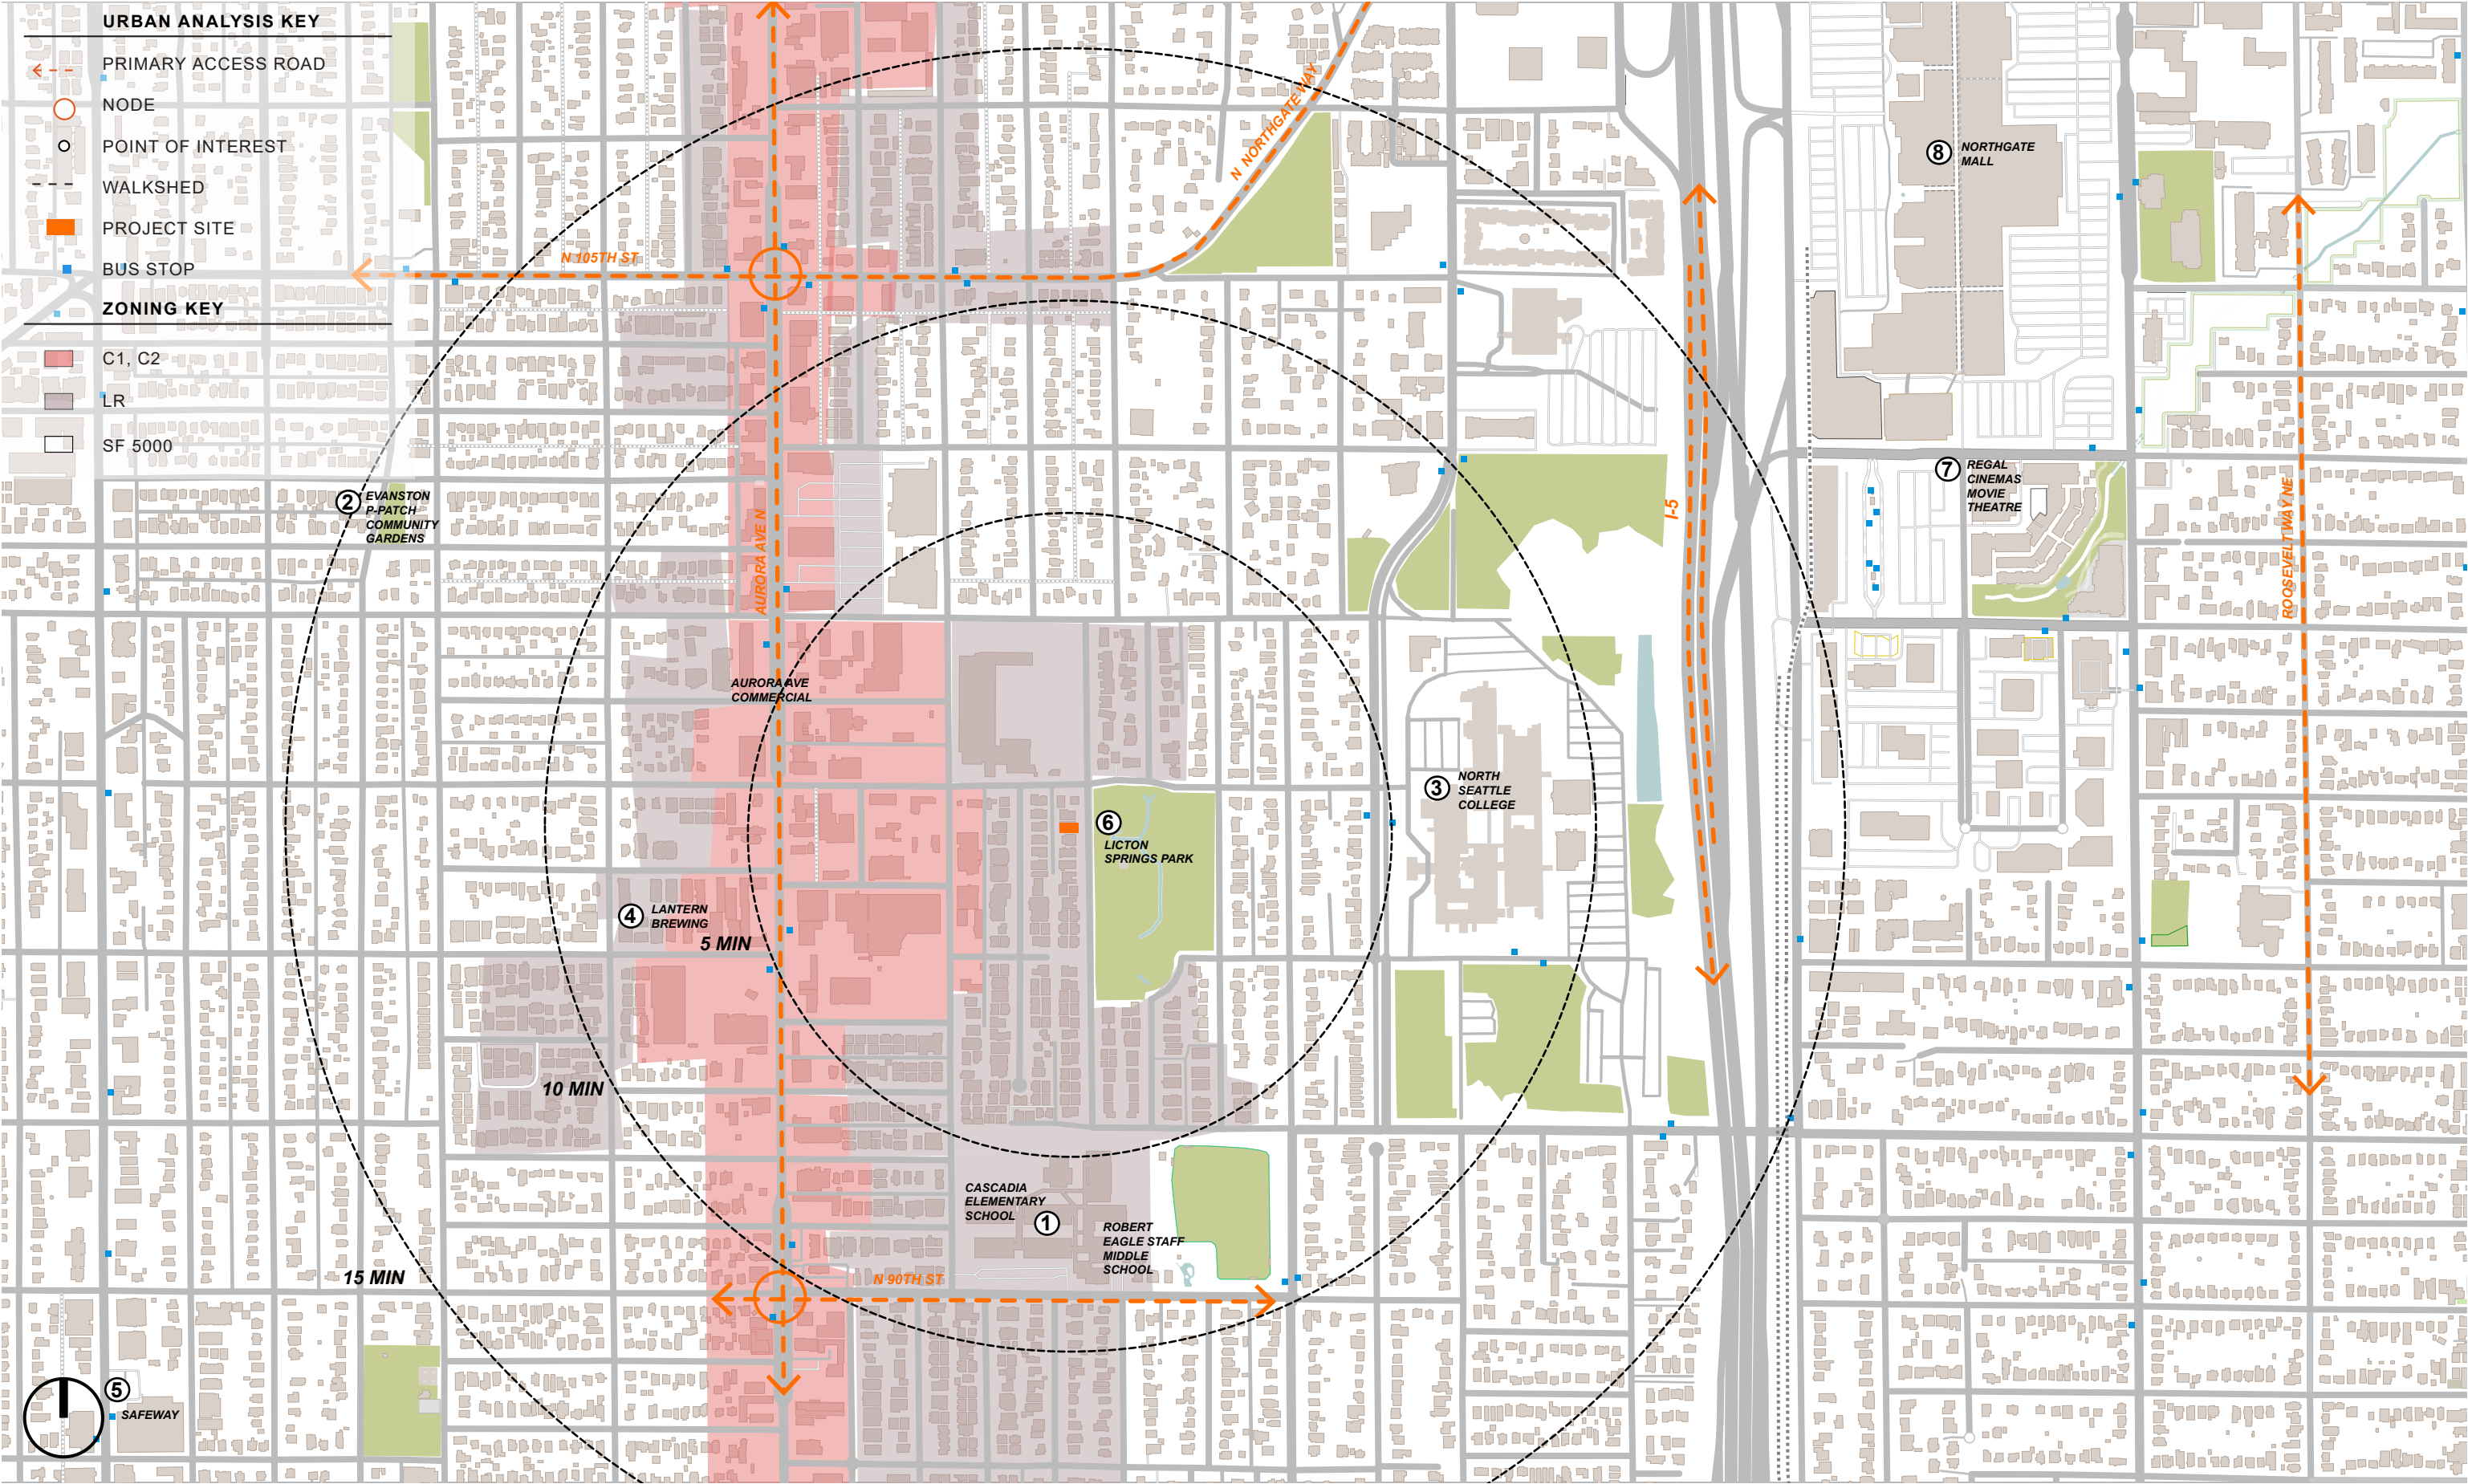 URBAN ANALYSIS KEY
PRIMARY ACCESS ROAD
NODE
POINT OF INTEREST
WALKSHED
PROJECT SITE
BUS STOP
ZONING KEY
C1, C2
LR
SF 5000
N NORTHGATE WAY
N 105TH ST
8
NORTHGATE
MALL
2
EVANSTON
P-PATCH
COMMUNITY
GARDENS
AURORA AVE N
I-5
7
REGAL
CINEMAS
MOVIE
THEATRE
ROOSEVELT WAY NE
AURORA AVE
COMMERCIAL
3
NORTH
SEATTLE
COLLEGE
6
LICTON
SPRINGS PARK
4
LANTERN
BREWING
5 MIN
10 MIN
15 MIN
CASCADIA
ELEMENTARY
SCHOOL
1
ROBERT
EAGLE STAFF
MIDDLE
SCHOOL
N 90TH ST
5
SAFEWAY